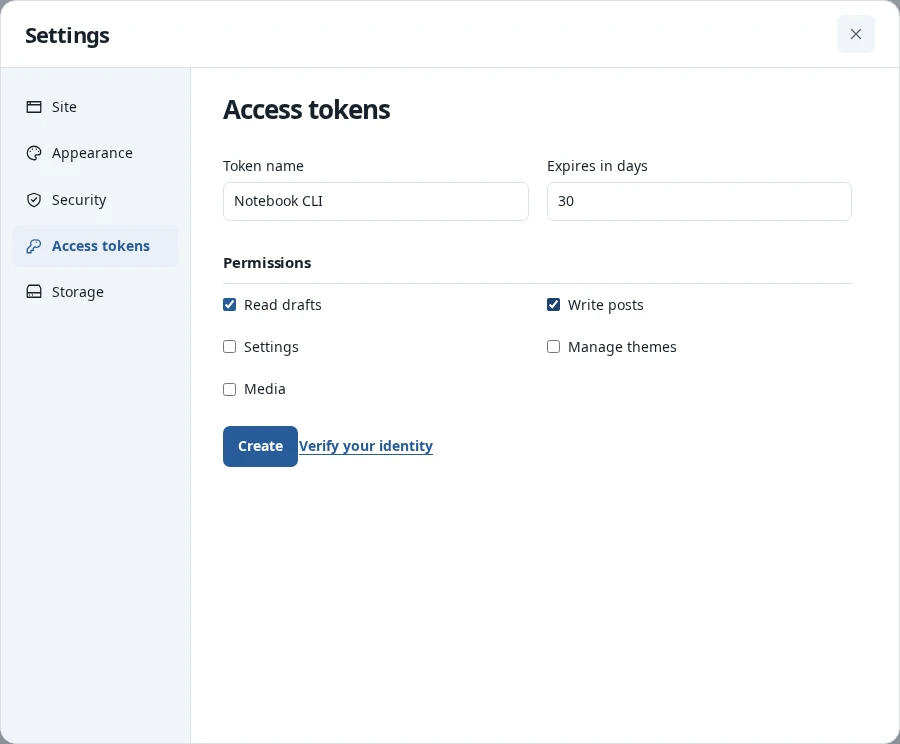 Settings
Site
Appearance
Security
Access tokens
Storage
Access tokens
Token name
Expires in days
Notebook CLI
30
Permissions
Read drafts
Write posts
Settings
Manage themes
Media
Create
Verify your identity